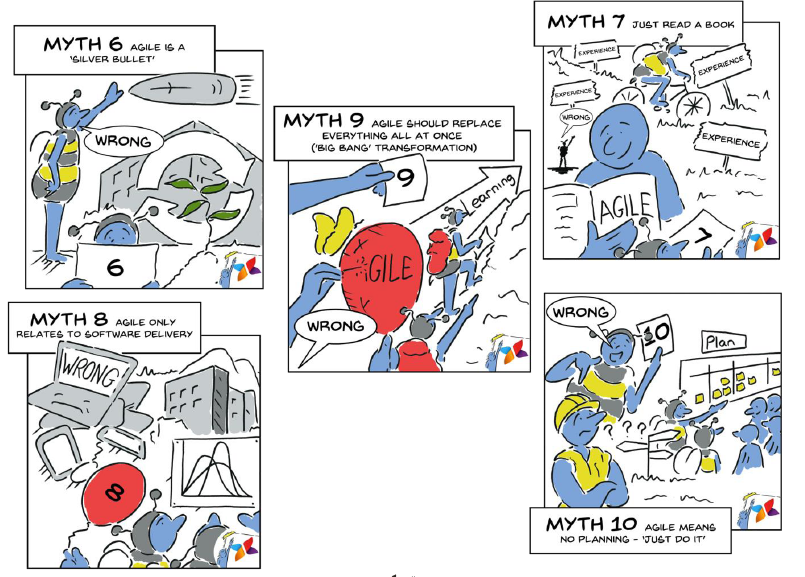 MYTH 6 AGILE IS A
'SILVER BULLET'
WRONG
6
MYTH 7 JUST READ A BOOK
EXPERIENCE
EXPERIENCE
EXPERIENCE
WRONG
EXPERIENCE
AGILE
7
MYTH 8 AGILE ONLY
RELATES TO SOFTWARE DELIVERY
WRONG
8
MYTH 9 AGILE SHOULD REPLACE
EVERYTHING ALL AT ONCE
('BIG BANG' TRANSFORMATION)
9
Learning
GILE
WRONG
WRONG
10
Plan
? ? ?
MYTH 10 AGILE MEANS
NO PLANNING - 'JUST DO IT'